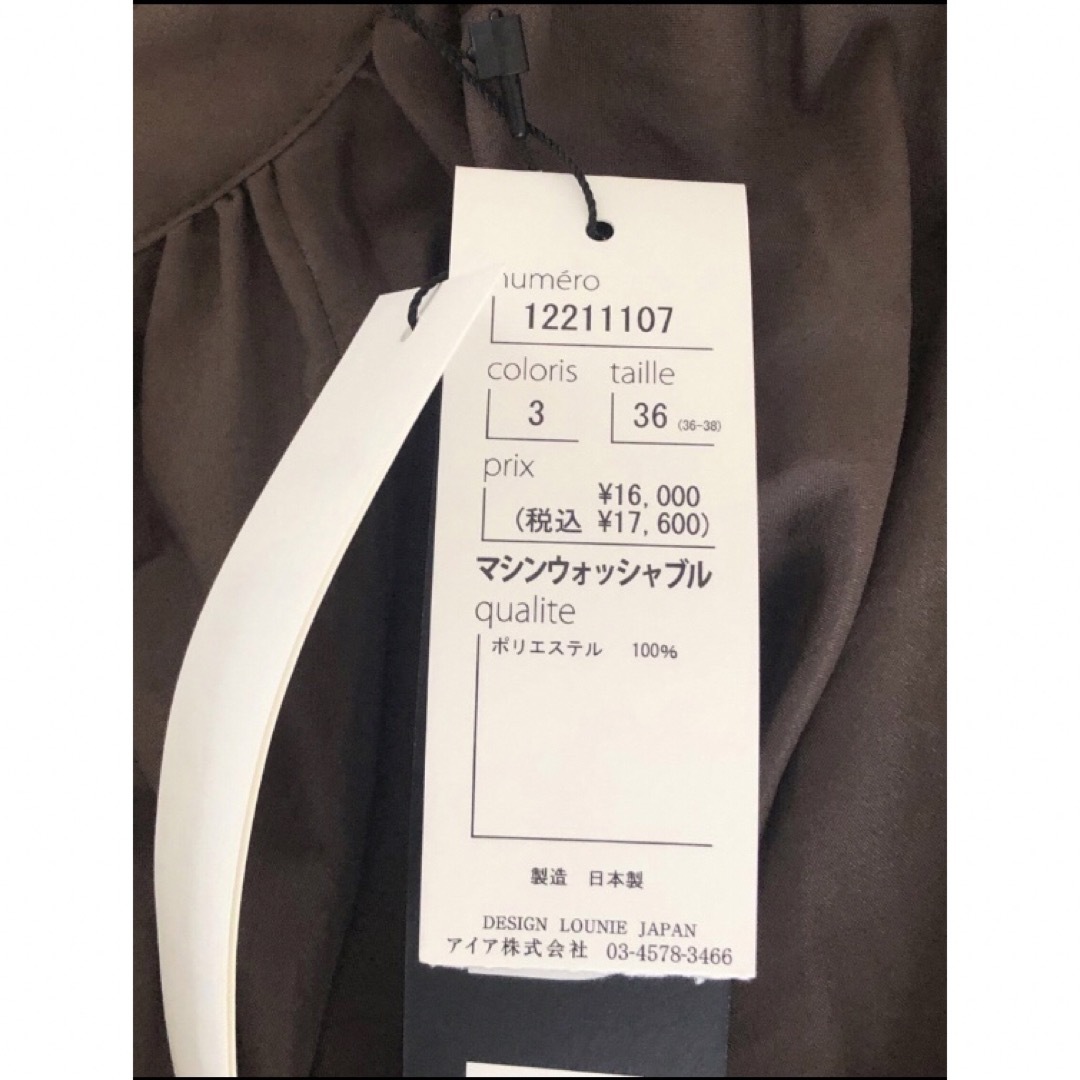 numéro
12211107
coloris taille
3 36 (36-38)
prix
¥16,000
(税込 ¥17,600)
マシンウォッシャブル
qualite
ポリエステル 100%
製造 日本製
DESIGN LOUNIE JAPAN
アイア株式会社 03-4578-3466